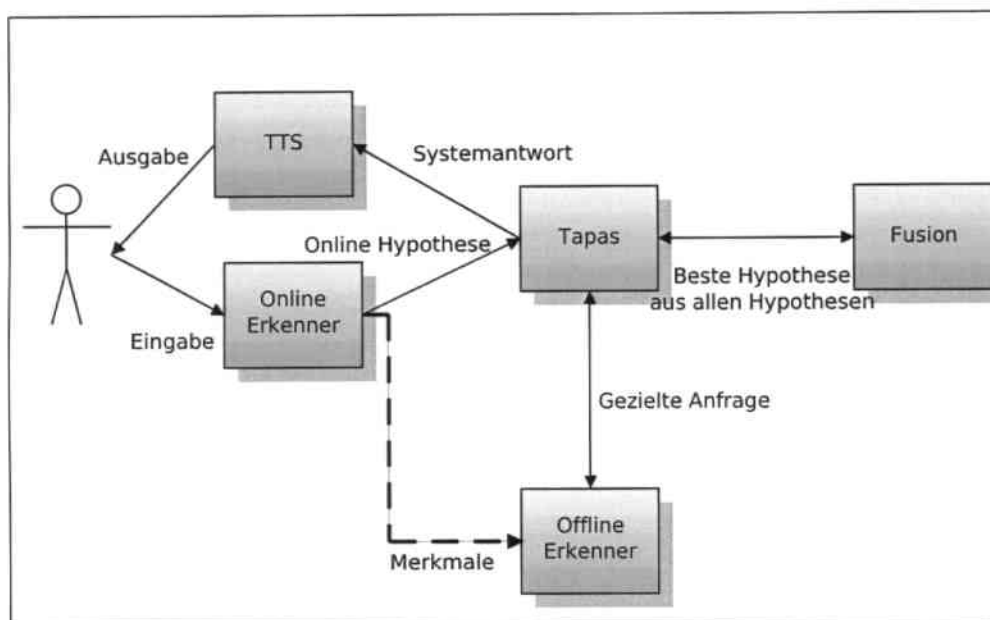 TTS
Ausgabe
Systemantwort
Tapas
Fusion
Online Hypothese
Online
Erkenner
Beste Hypothese
aus allen Hypothesen
Eingabe
Gezielte Anfrage
Offline
Erkenner
Merkmale